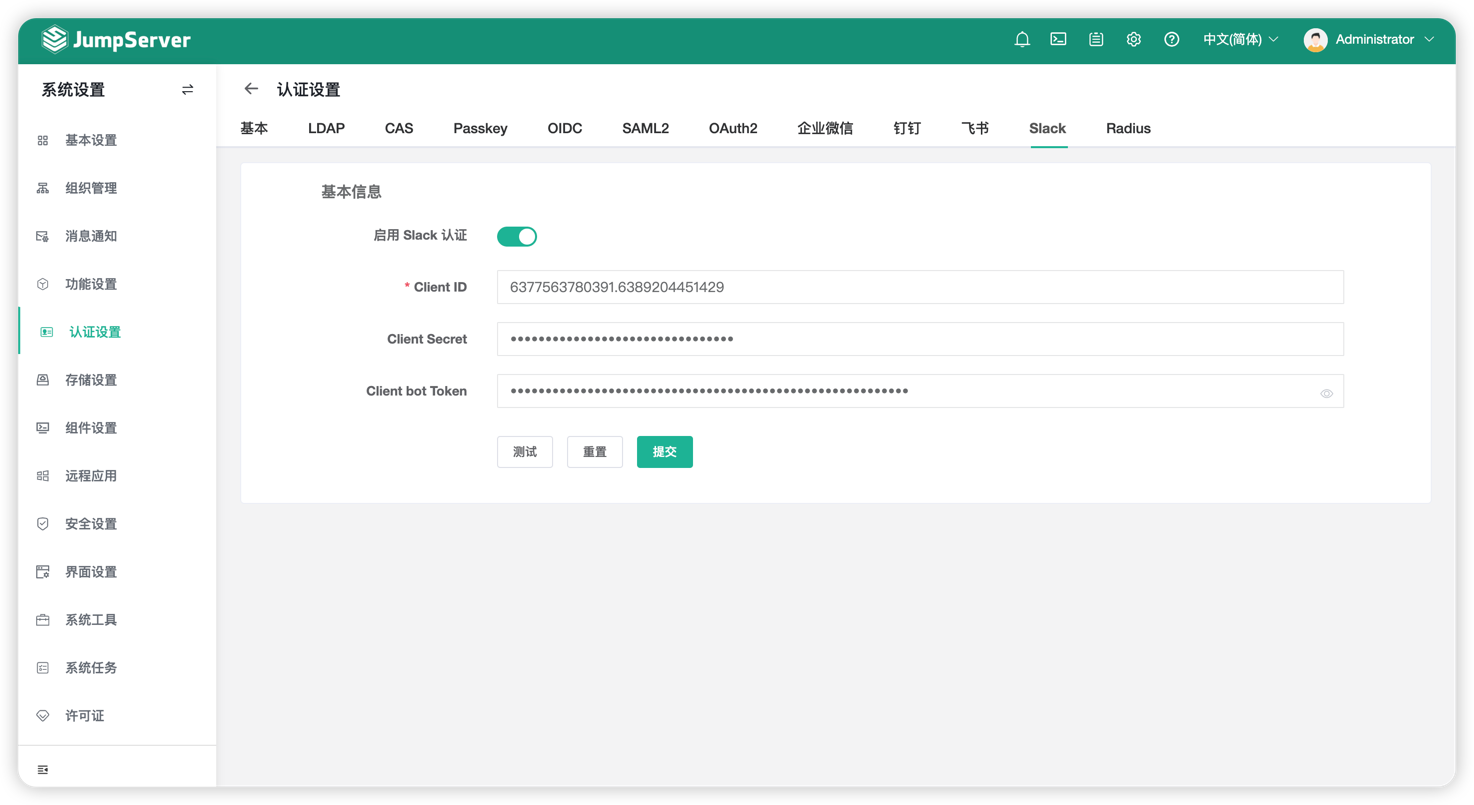 JumpServer
中文(简体)
Administrator
系统设置
基本设置
组织管理
消息通知
功能设置
认证设置
存储设置
组件设置
远程应用
安全设置
界面设置
系统工具
系统任务
许可证
认证设置
基本 LDAP CAS Passkey OIDC SAML2 OAuth2 企业微信 钉钉 飞书 Slack Radius
基本信息
启用 Slack 认证
* Client ID 6377563780391.6389204451429
Client Secret
Client bot Token
测试 重置 提交